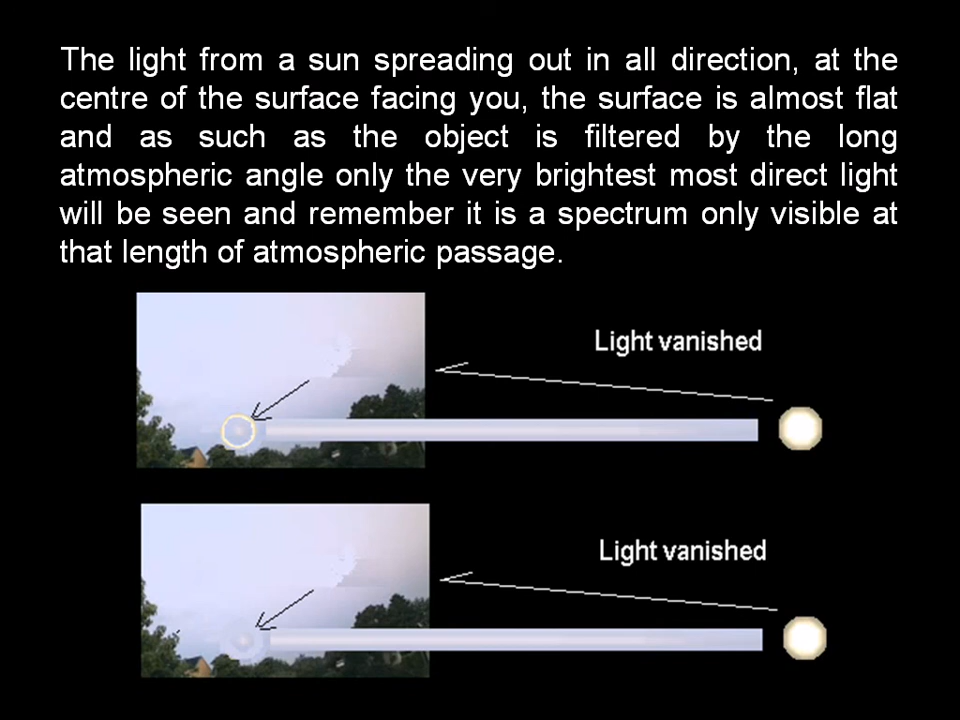 The light from a sun spreading out in all direction, at the
centre of the surface facing you, the surface is almost flat
and as such as the object is filtered by the long
atmospheric angle only the very brightest most direct light
will be seen and remember it is a spectrum only visible at
that length of atmospheric passage.
Light vanished
Light vanished